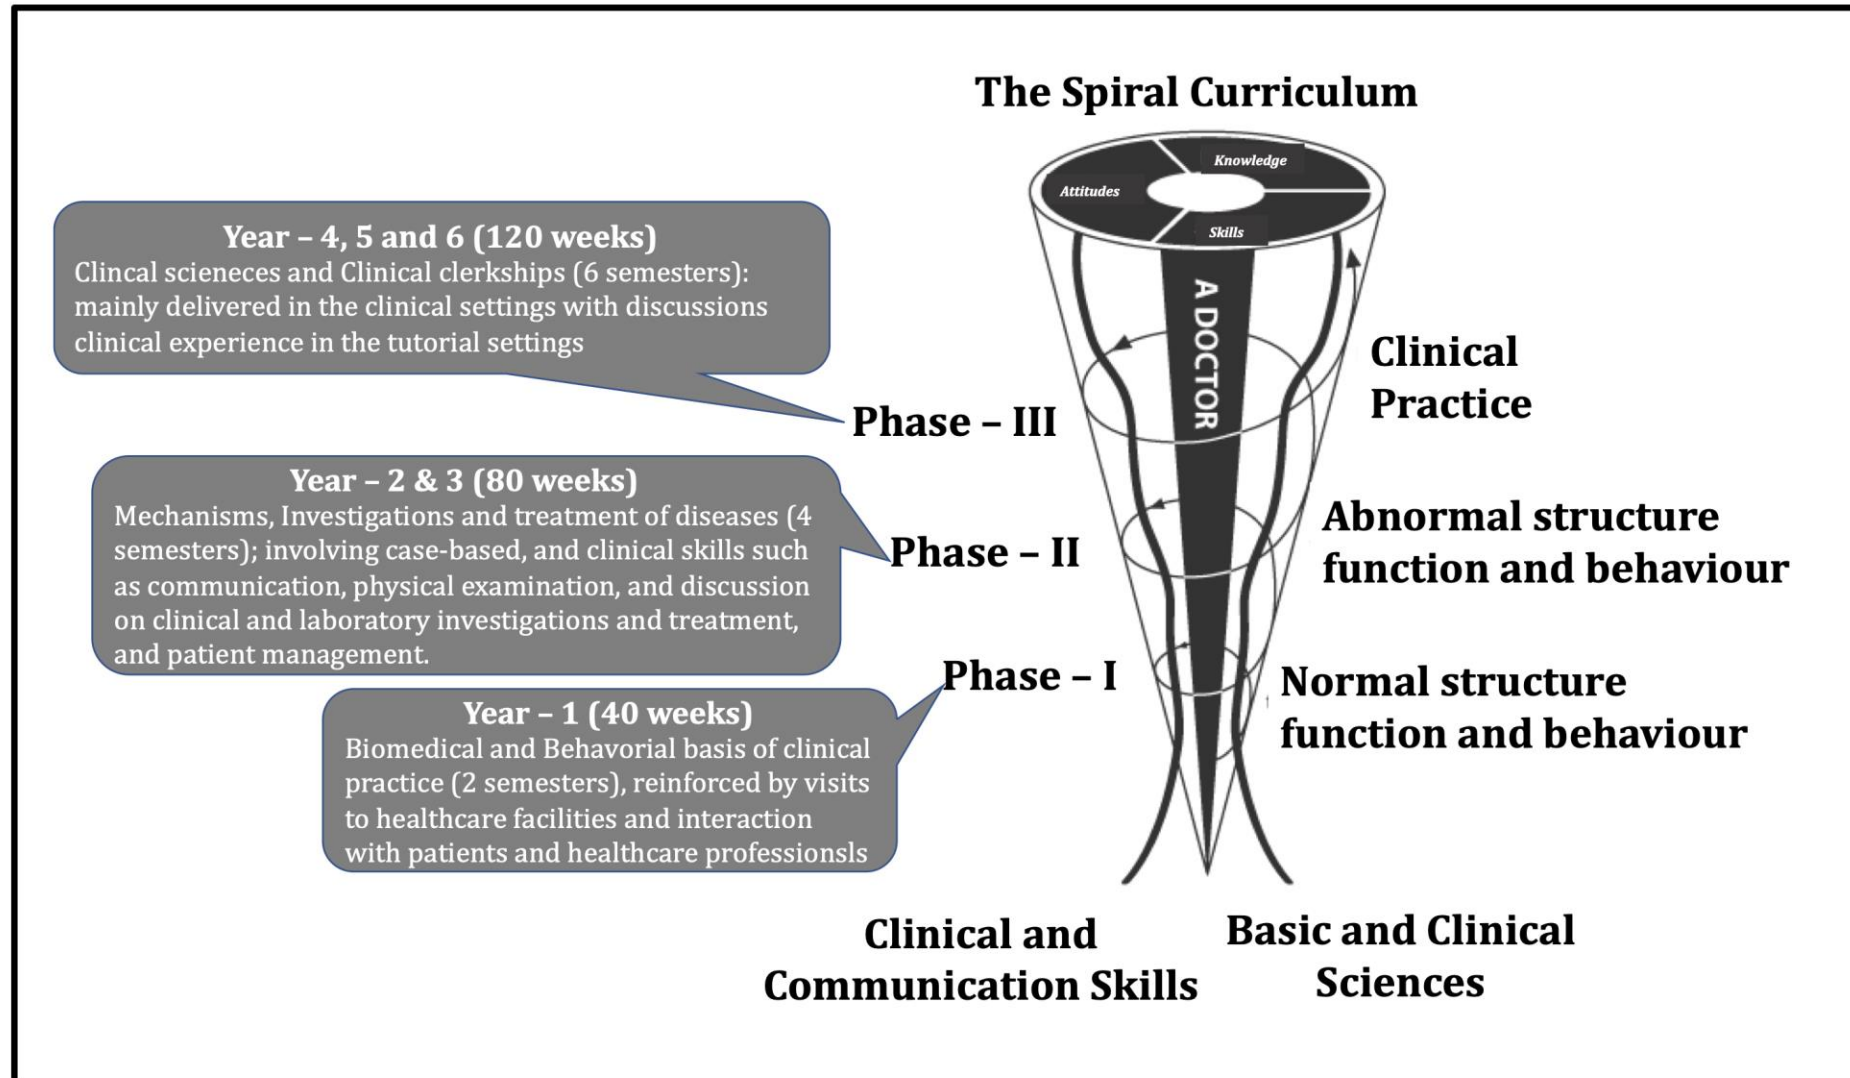 The Spiral Curriculum
Knowledge
Attitudes
Skills
A DOCTOR
Year – 4, 5 and 6 (120 weeks)
Clincal scieneces and Clinical clerkships (6 semesters):
mainly delivered in the clinical settings with discussions
clinical experience in the tutorial settings
Phase – III
Clinical
Practice
Year – 2 & 3 (80 weeks)
Mechanisms, Investigations and treatment of diseases (4
semesters); involving case-based, and clinical skills such
as communication, physical examination, and discussion
on clinical and laboratory investigations and treatment,
and patient management.
Phase – II
Abnormal structure
function and behaviour
Year – 1 (40 weeks)
Biomedical and Behavorial basis of clinical
practice (2 semesters), reinforced by visits
to healthcare facilities and interaction
with patients and healthcare professionsls
Phase – I
Normal structure
function and behaviour
Clinical and
Communication Skills
Basic and Clinical
Sciences